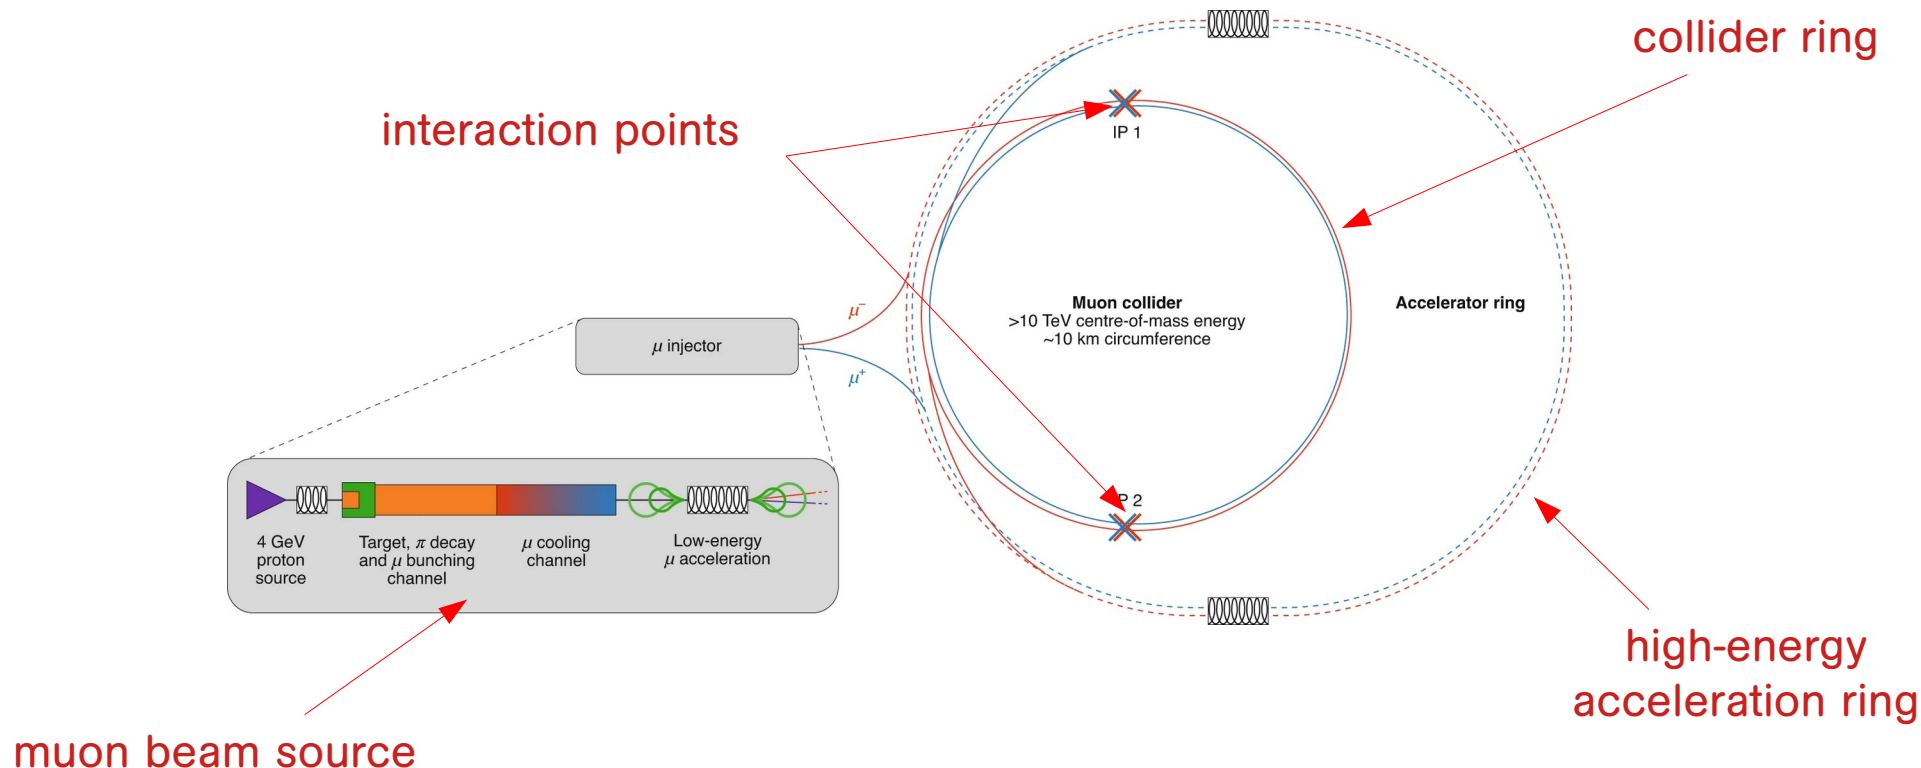 collider ring
interaction points
IP 1
Muon collider
>10 TeV centre-of-mass energy
~10 km circumference
Accelerator ring
μ⁻
μ injector
μ⁺
P 2
4 GeV
proton
source
Target, π decay
and μ bunching
channel
μ cooling
channel
Low-energy
μ acceleration
high-energy
acceleration ring
muon beam source